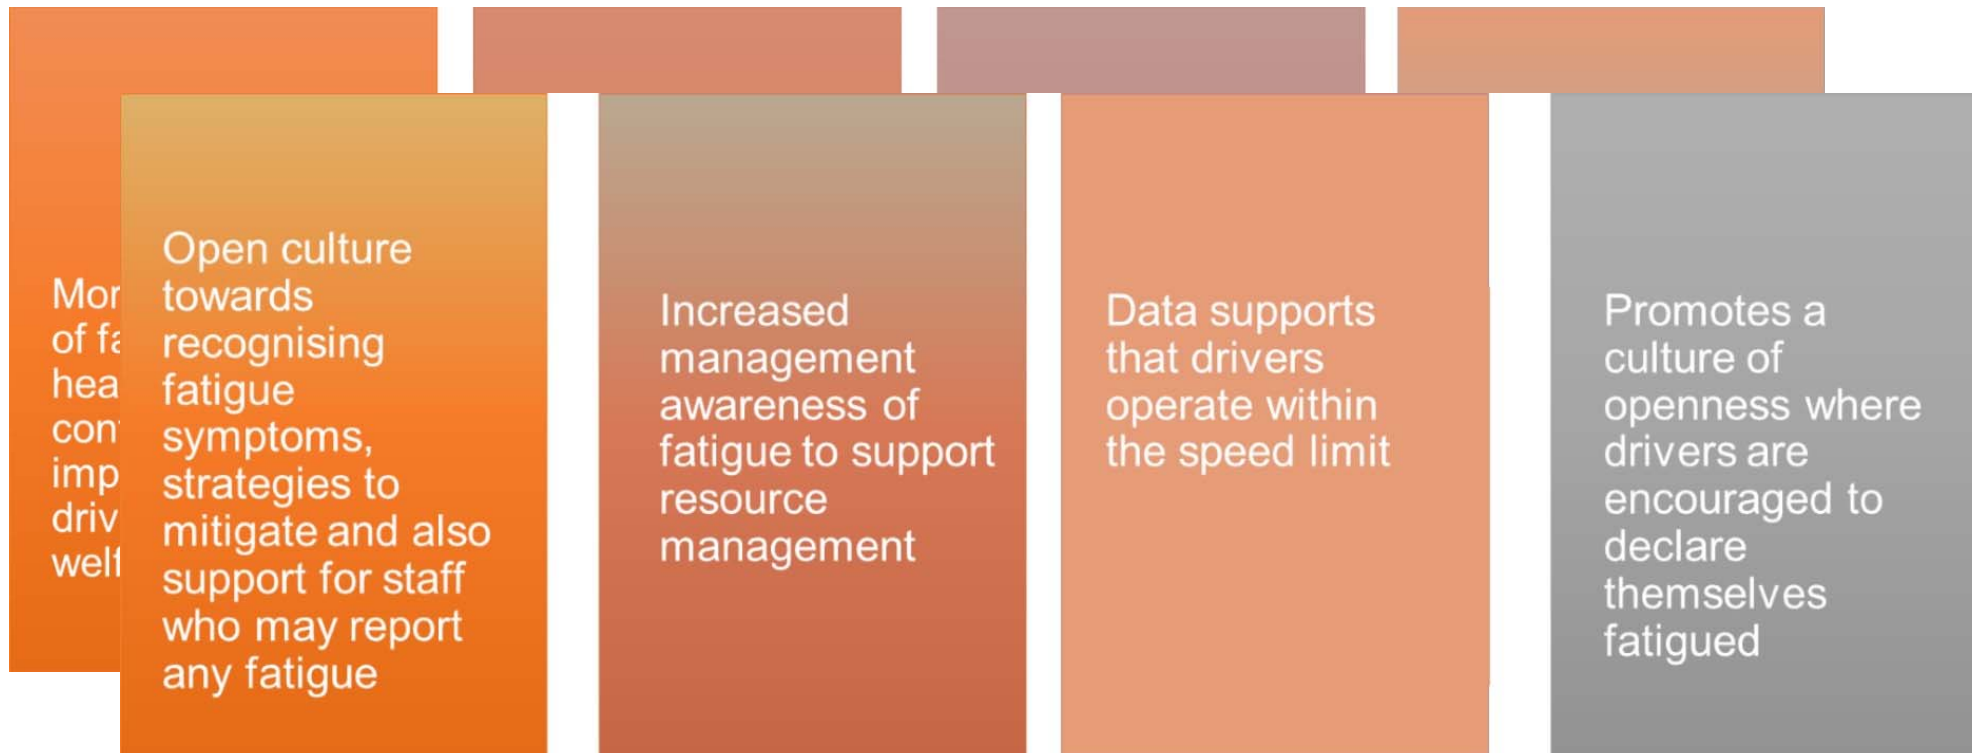 of
Open culture
towards
recognising
fatigue
symptoms,
strategies to
mitigate and also
support for staff
who may report
any fatigue
Increased
management
awareness of
fatigue to support
resource
management
Data supports
that drivers
operate within
the speed limit
Promotes a
culture of
openness where
drivers are
encouraged to
declare
themselves
fatigued